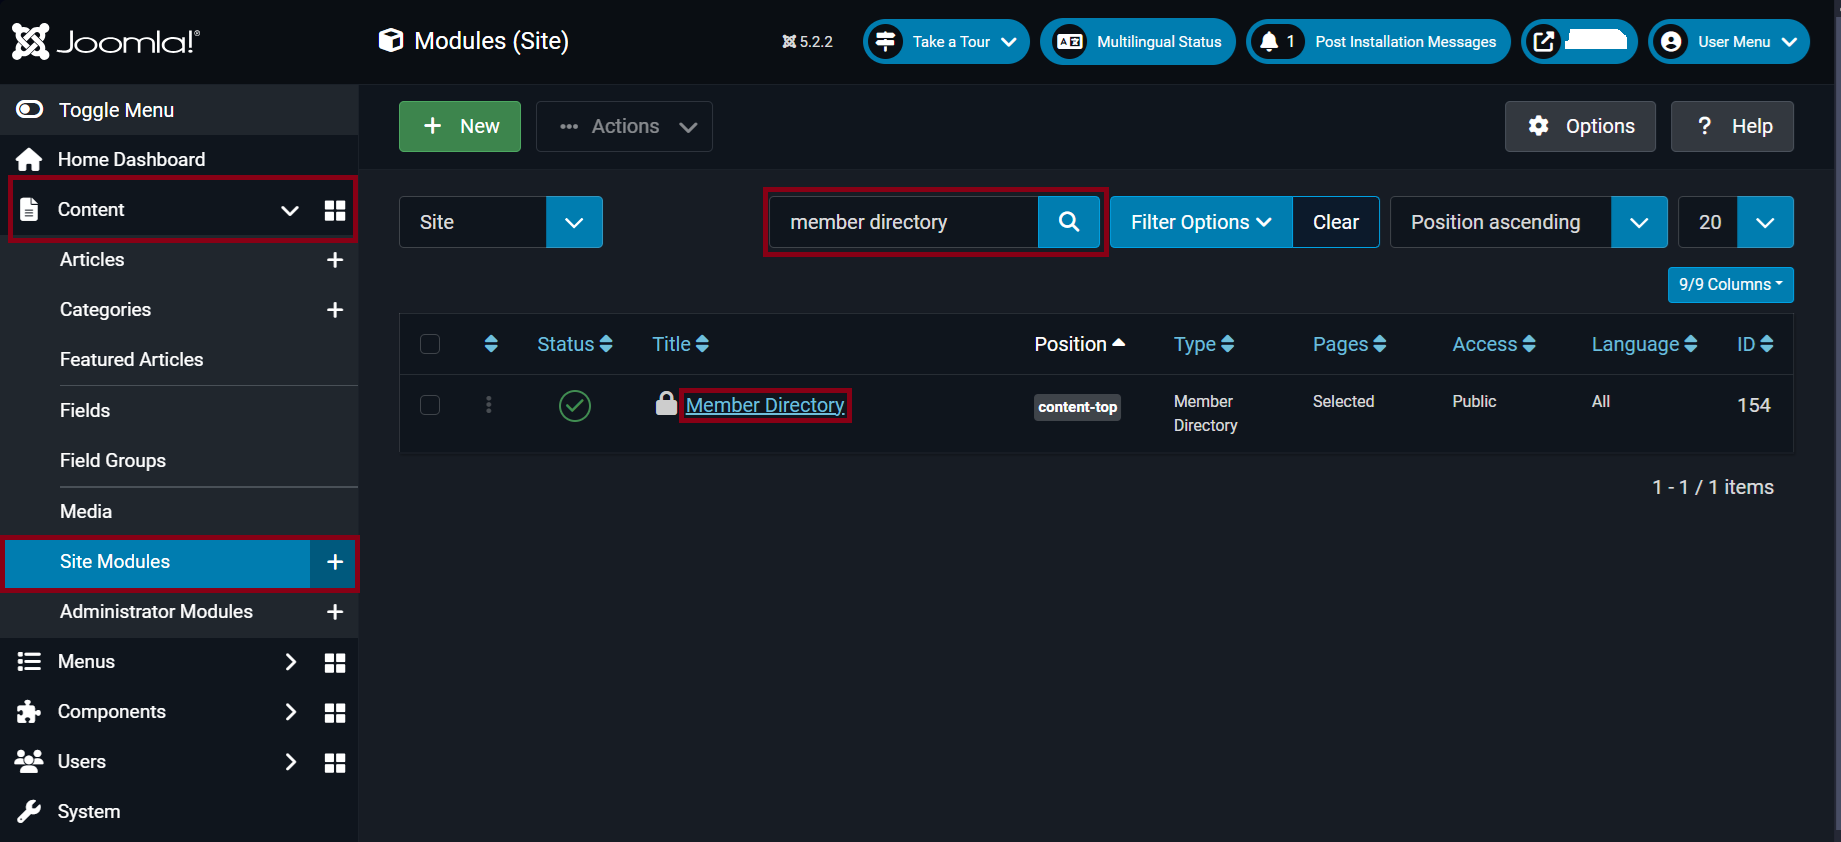 Joomla!®
Modules (Site)
5.2.2
Take a Tour
Multilingual Status
1 Post Installation Messages
User Menu
Toggle Menu
New
... Actions
Options
? Help
Home Dashboard
Content
Site
member directory
Filter Options
Clear
Position ascending
20
Articles
Categories
Featured Articles
Fields
Field Groups
Media
Site Modules
Administrator Modules
Menus
Components
Users
System
9/9 Columns
Status Title Position Type Pages Access Language ID
Member Directory content-top Member Selected Public All 154
Directory
1 - 1 / 1 items